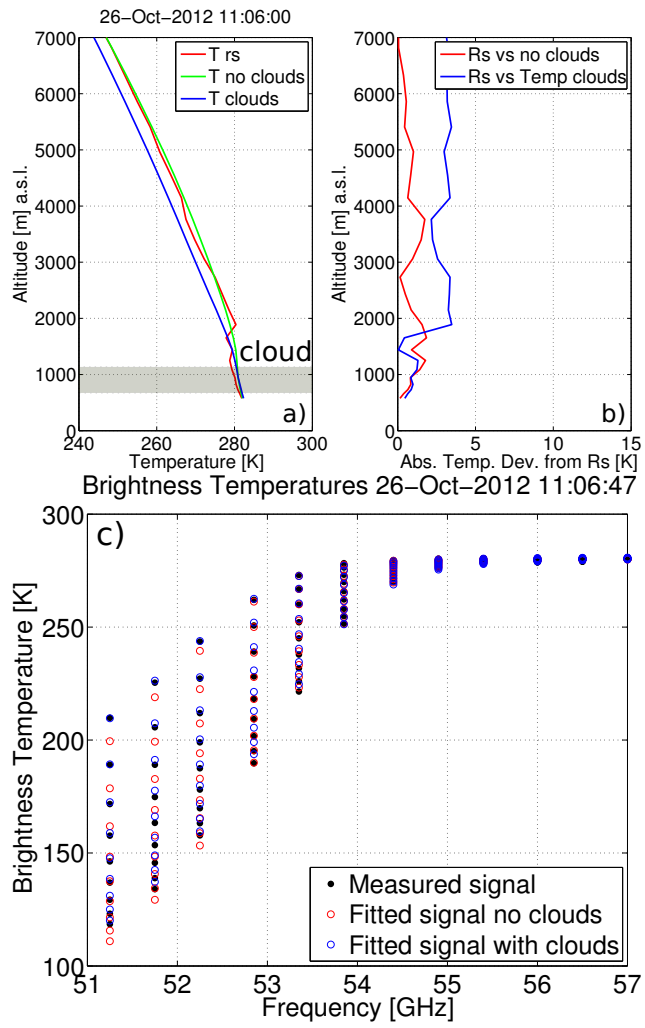 26−Oct−2012 11:06:00
7000
6000
5000
4000
3000
2000
1000
0
240
260
280
300
Altitude [m] a.s.l.
Temperature [K]
T rs
T no clouds
T clouds
cloud
a)
7000
6000
5000
4000
3000
2000
1000
0
0
5
10
15
Altitude [m] a.s.l.
Abs. Temp. Dev. from Rs [K]
Rs vs no clouds
Rs vs Temp clouds
b)
Brightness Temperatures 26−Oct−2012 11:06:47
c)
300
250
200
150
100
51
52
53
54
55
56
57
Brightness Temperature [K]
Frequency [GHz]
Measured signal
Fitted signal no clouds
Fitted signal with clouds